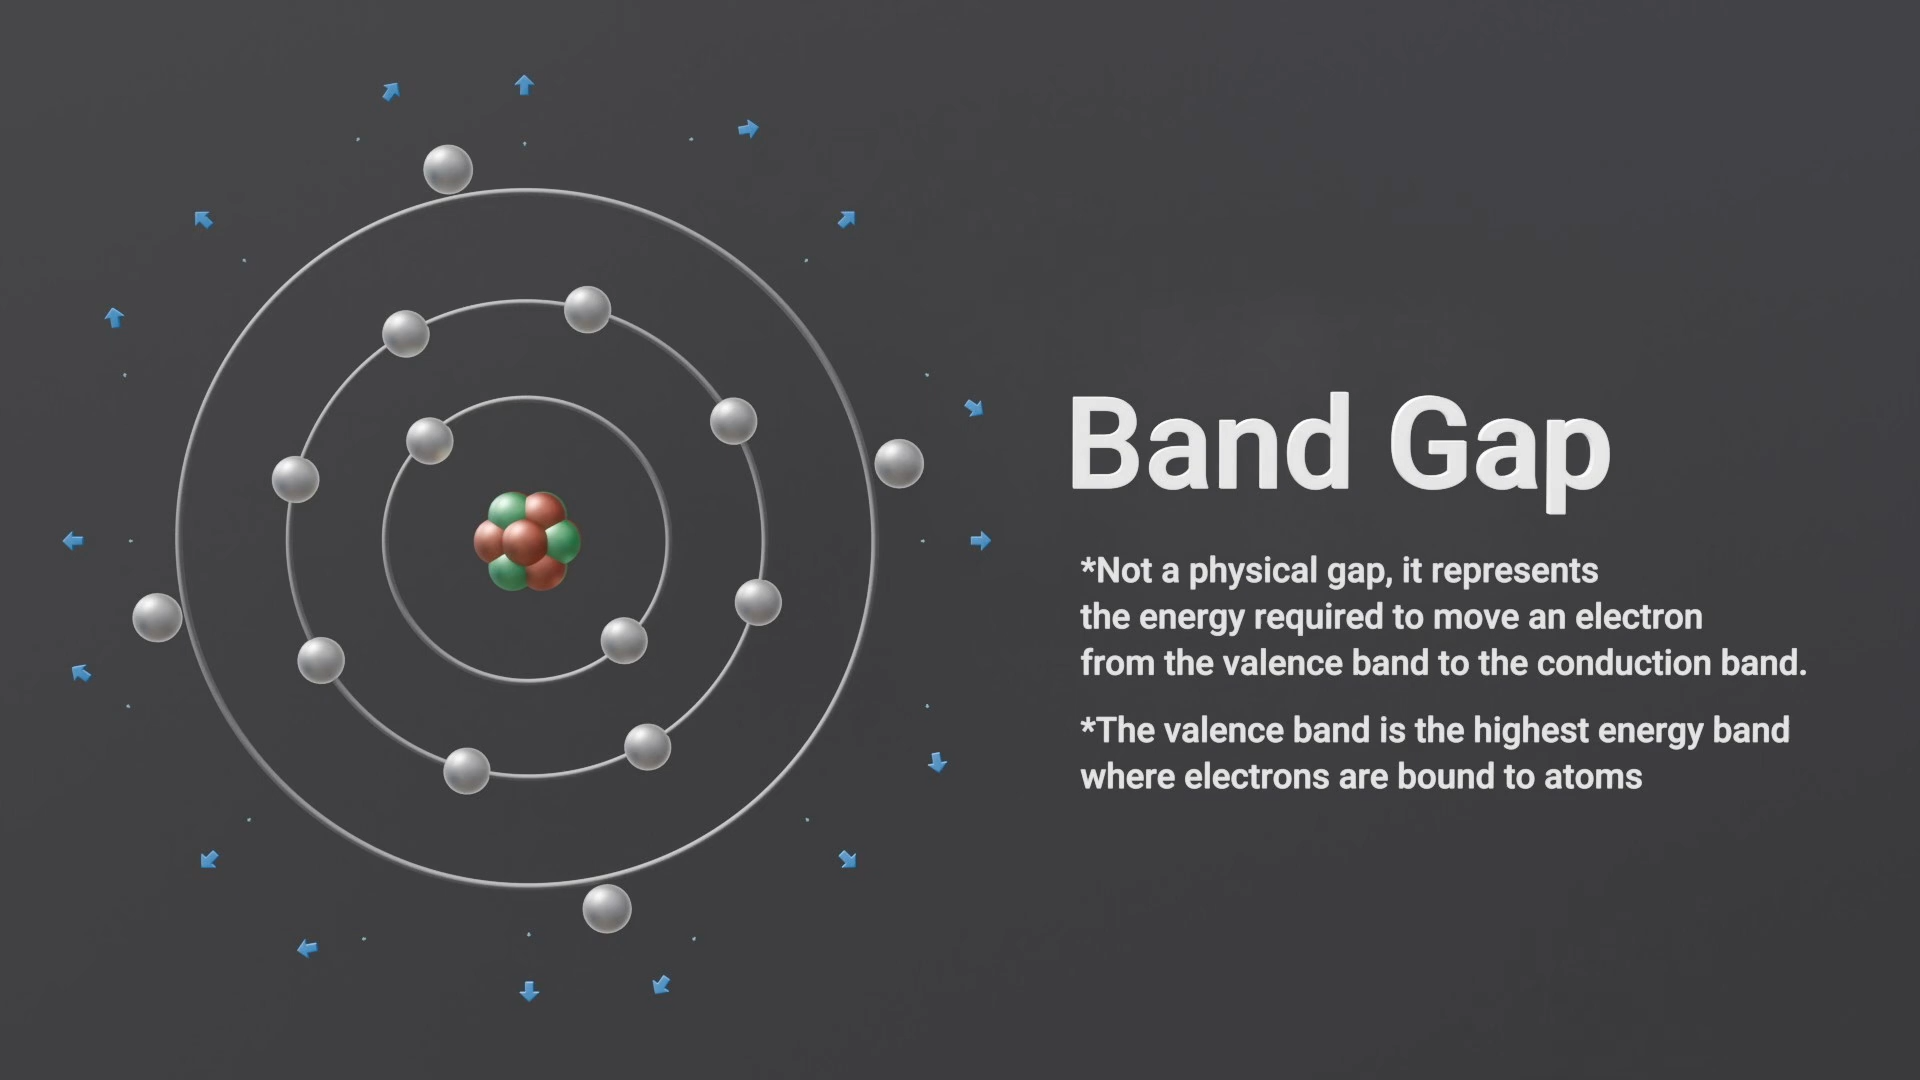 Band Gap
*Not a physical gap, it represents
the energy required to move an electron
from the valence band to the conduction band.
*The valence band is the highest energy band
where electrons are bound to atoms